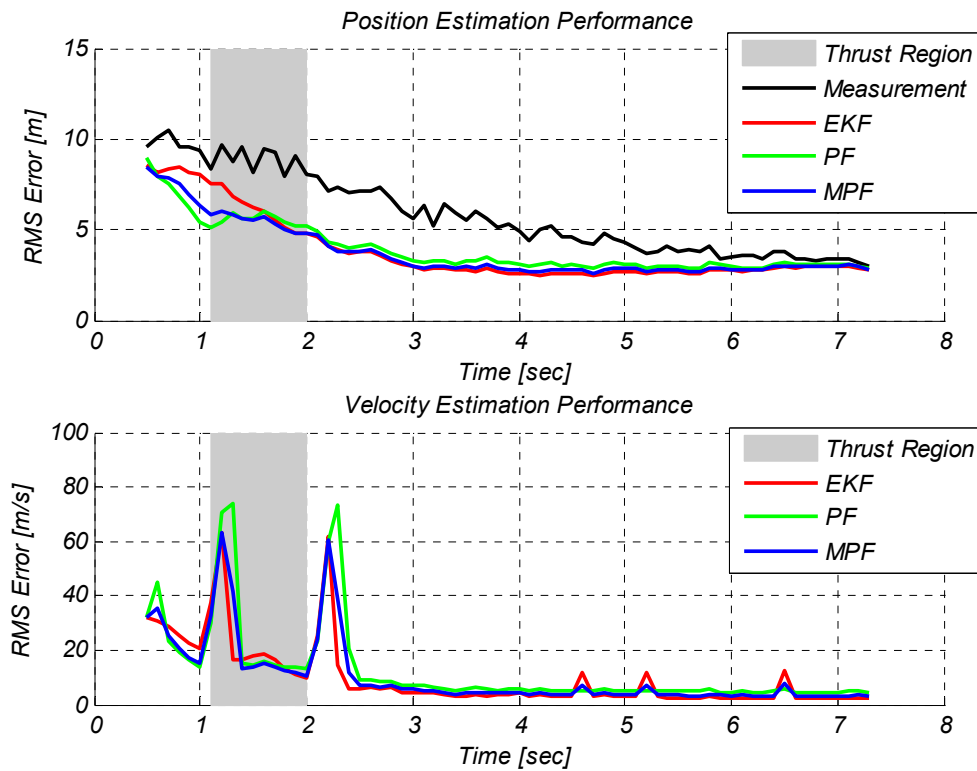 Position Estimation Performance
15
10
5
0
RMS Error [m]
0 1 2 3 4 5 6 7 8
Time [sec]
Thrust Region
Measurement
EKF
PF
MPF
Velocity Estimation Performance
100
80
60
40
20
0
RMS Error [m/s]
0 1 2 3 4 5 6 7 8
Time [sec]
Thrust Region
EKF
PF
MPF